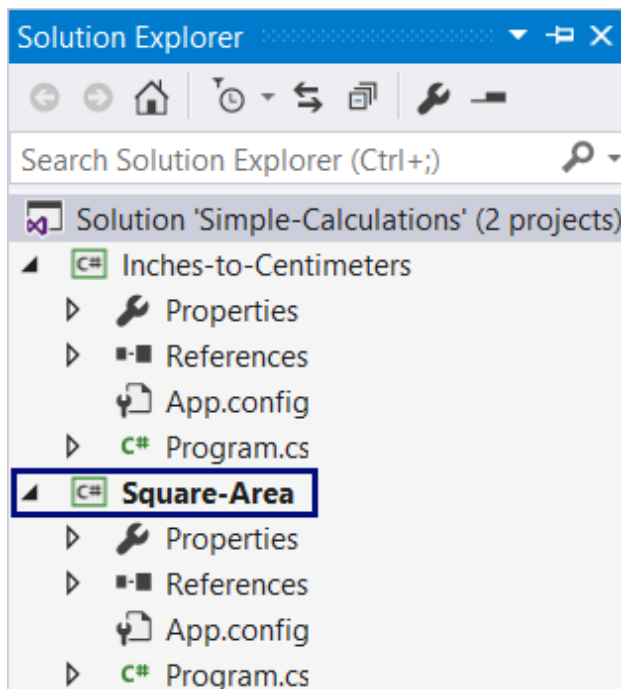 Solution Explorer
Search Solution Explorer (Ctrl+;)
Solution 'Simple-Calculations' (2 projects)
C# Inches-to-Centimeters
Properties
References
App.config
C# Program.cs
C# Square-Area
Properties
References
App.config
C# Program.cs